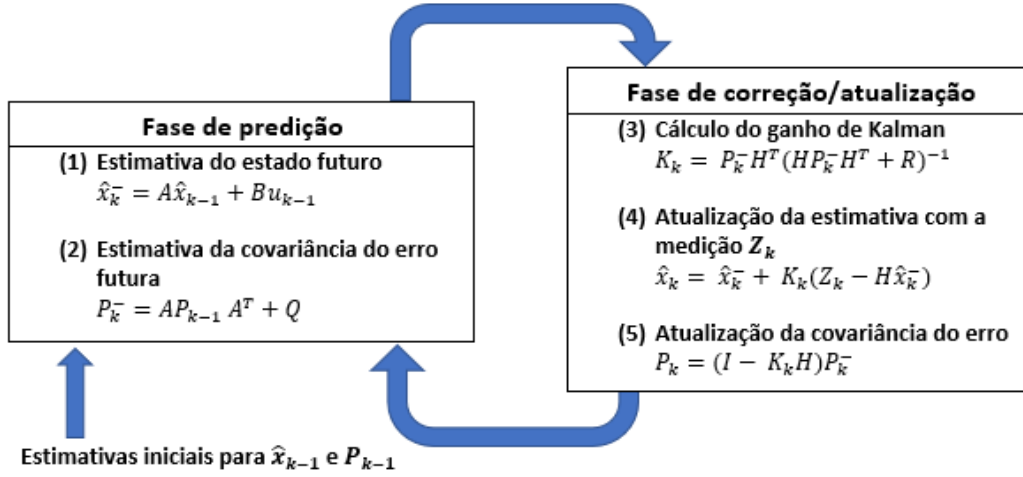 Fase de predição
(1) Estimativa do estado futuro
x̂ₖ⁻ = Ax̂ₖ₋₁ + Buₖ₋₁
(2) Estimativa da covariância do erro
futura
Pₖ⁻ = APₖ₋₁ Aᵀ + Q
Estimativas iniciais para x̂ₖ₋₁ e Pₖ₋₁
Fase de correção/atualização
(3) Cálculo do ganho de Kalman
Kₖ = Pₖ⁻Hᵀ(HPₖ⁻Hᵀ + R)⁻¹
(4) Atualização da estimativa com a
medição Zₖ
x̂ₖ = x̂ₖ⁻ + Kₖ(Zₖ − Hx̂ₖ⁻)
(5) Atualização da covariância do erro
Pₖ = (I − KₖH)Pₖ⁻